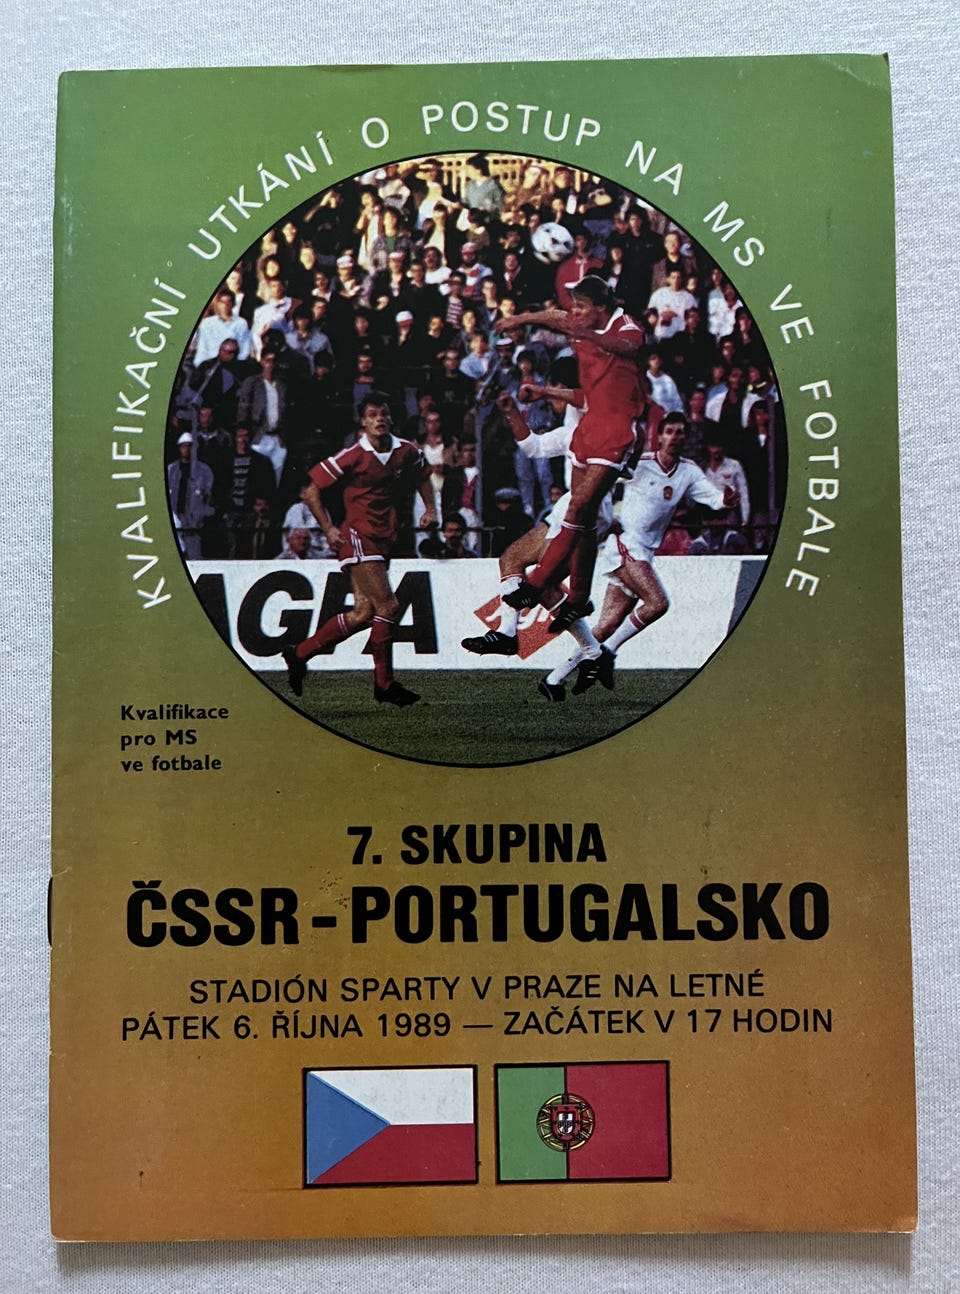 KVALIFIKAČNÍ UTKÁNÍ O POSTUP NA MS VE FOTBALE
AGFA
Kvalifikace
pro MS
ve fotbale
7. SKUPINA
ČSSR-PORTUGALSKO
STADIÓN SPARTY V PRAZE NA LETNÉ
PÁTEK 6. ŘÍJNA 1989 — ZAČÁTEK V 17 HODIN